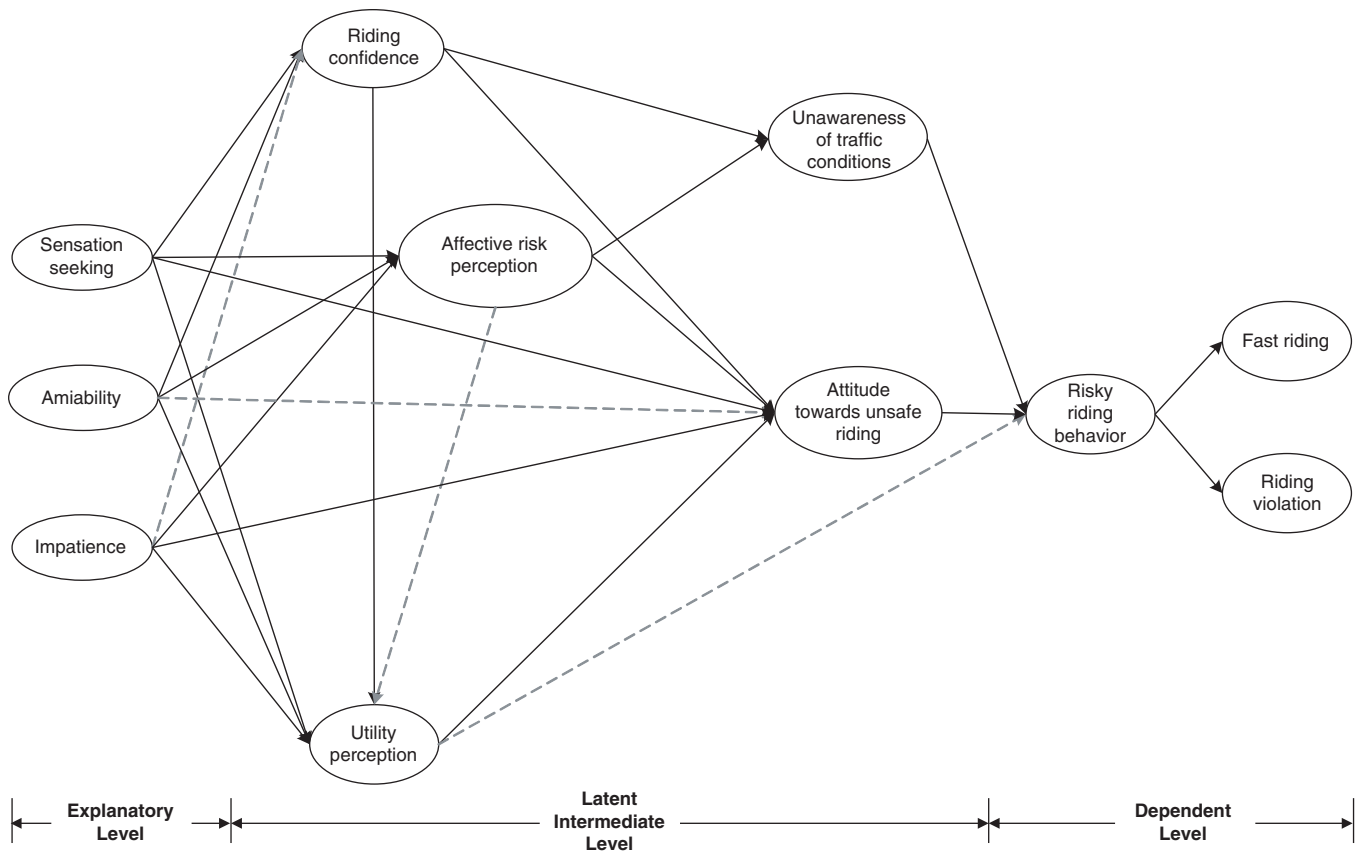 Riding
confidence
Unawareness
of traffic
conditions
Sensation
seeking
Affective risk
perception
Fast riding
Amiability
Attitude
towards unsafe
riding
Risky
riding
behavior
Riding
violation
Impatience
Utility
perception
Explanatory
Level
Latent
Intermediate
Level
Dependent
Level